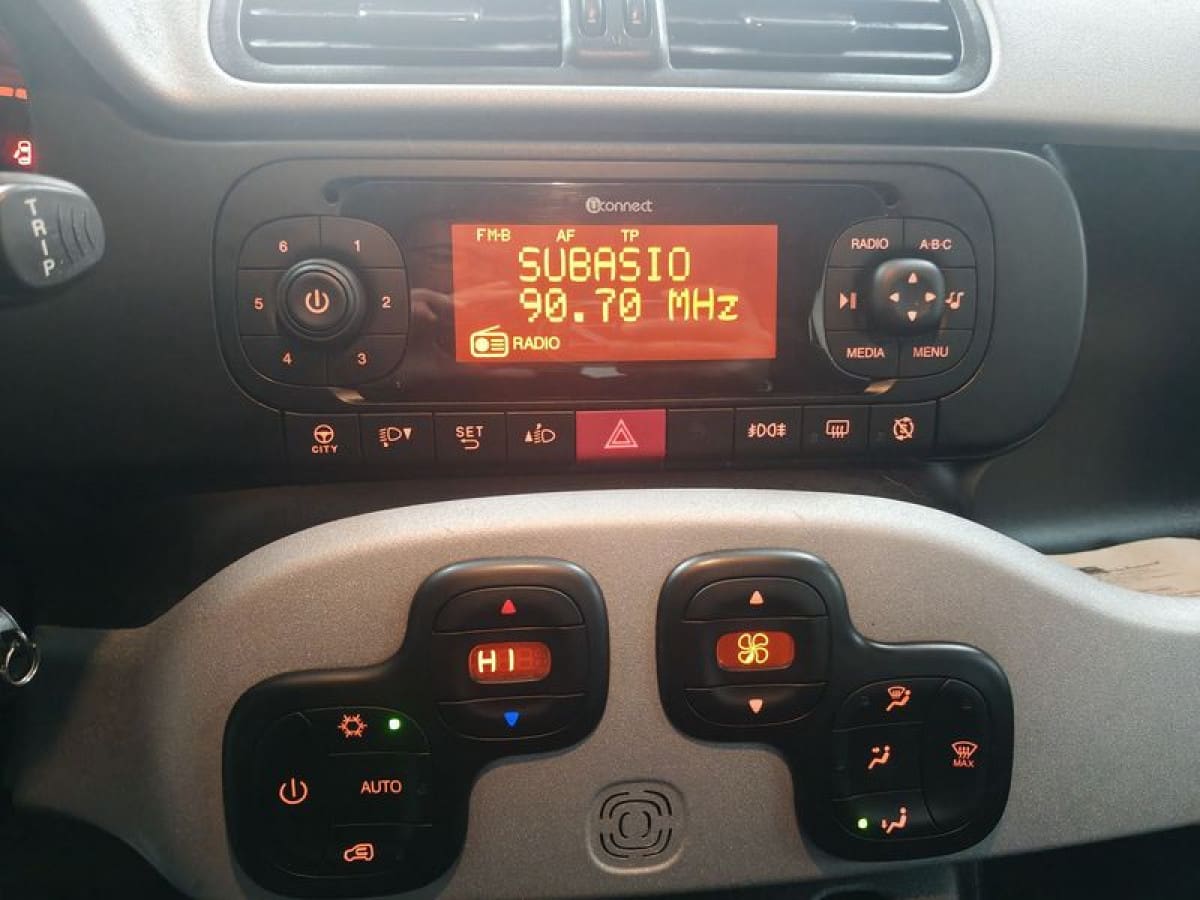 TRIP
uconnect
FM-B AF TP
SUBASIO
90.70 MHz
RADIO
6 1
5 2
4 3
RADIO A·B·C
MEDIA MENU
CITY
SET
HI
AUTO
MAX